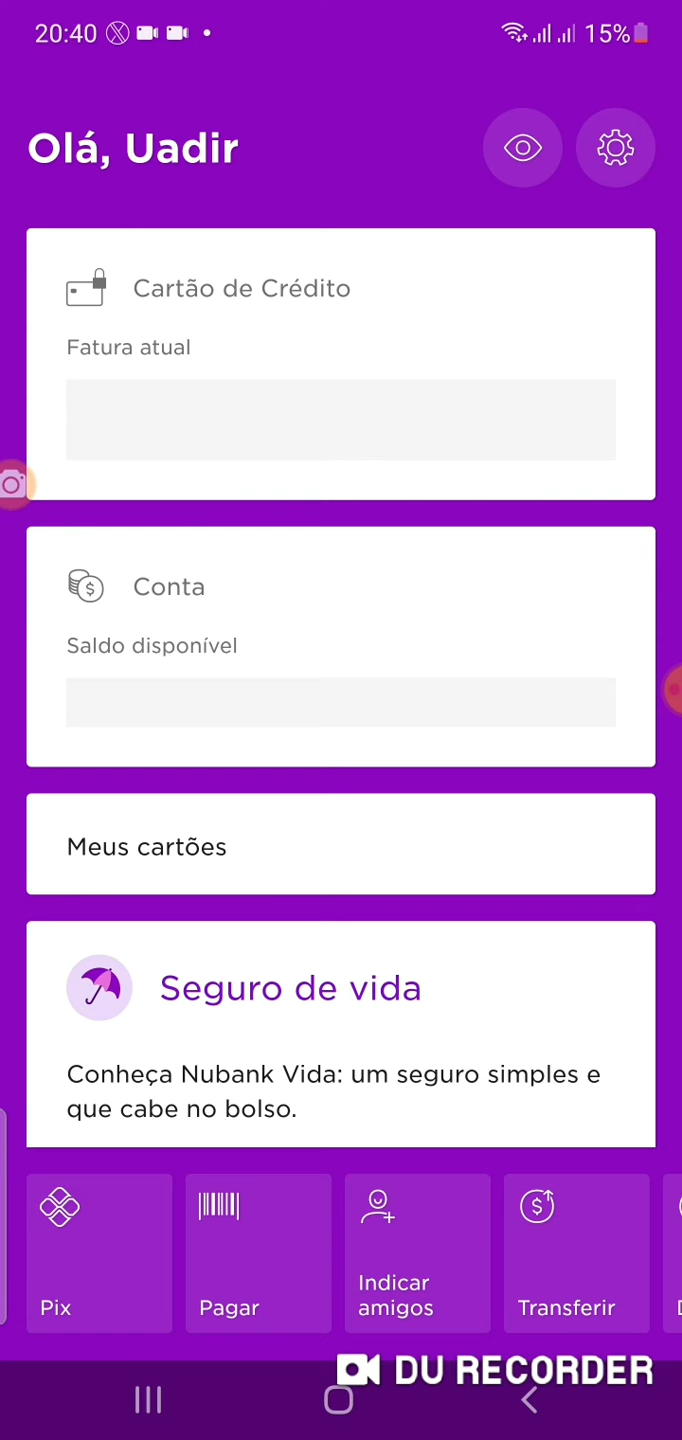 20:40
15%
Olá, Uadir
Cartão de Crédito
Fatura atual
Conta
Saldo disponível
Meus cartões
Seguro de vida
Conheça Nubank Vida: um seguro simples e
que cabe no bolso.
Pix
Pagar
Indicar
amigos
Transferir
DU RECORDER